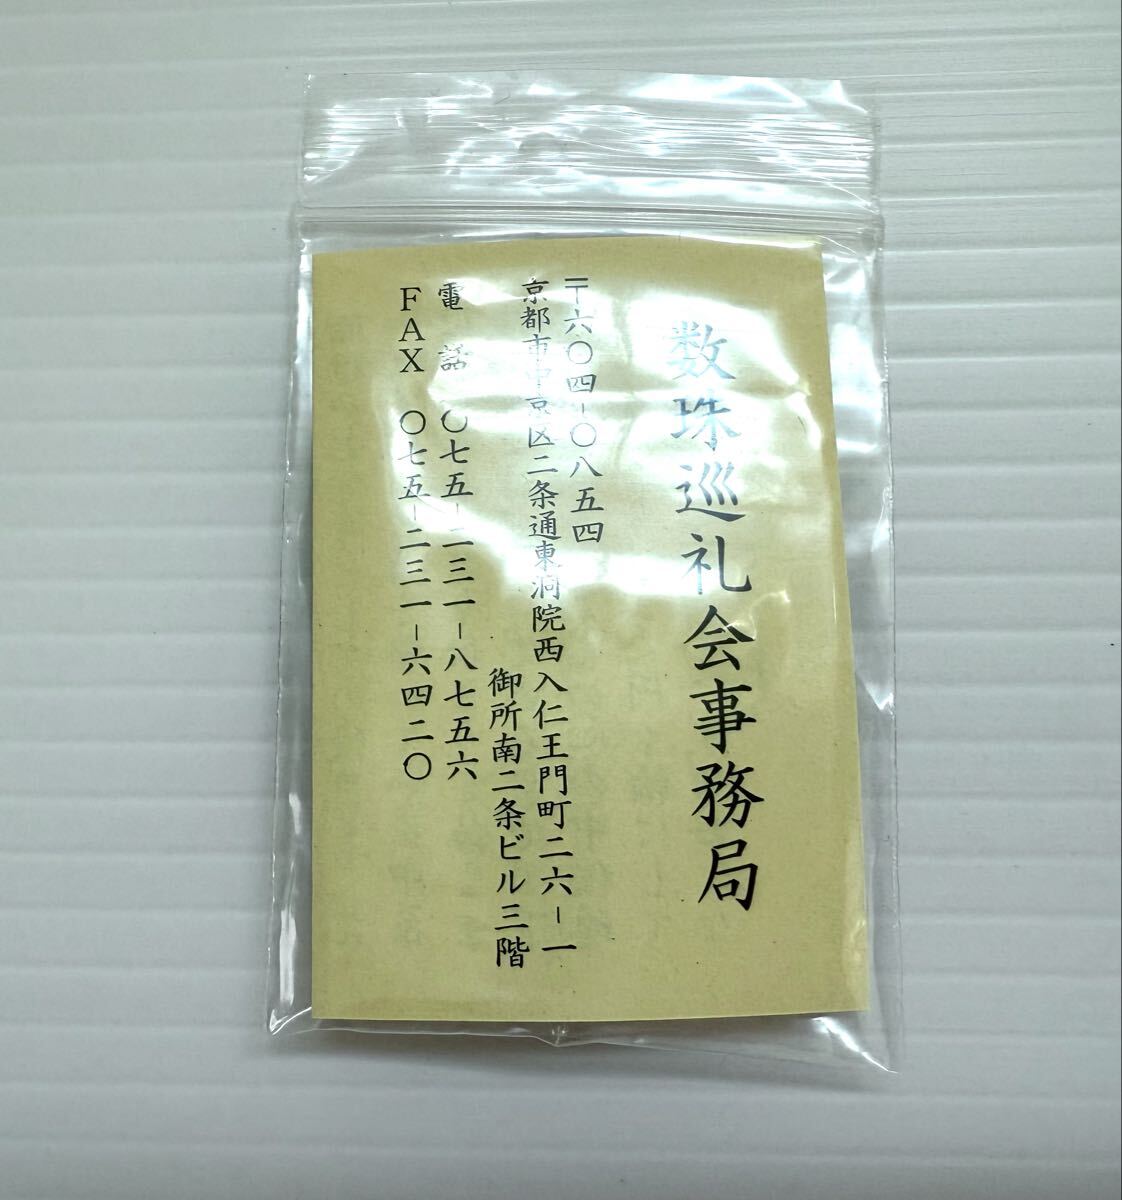 数珠巡礼会事務局
〒六〇四-〇八五四
京都市中京区二条通東洞院西入仁王門町二六-一
御所南二条ビル三階
電話 〇七五-二三一-八七五六
FAX 〇七五-二三一-六四二〇